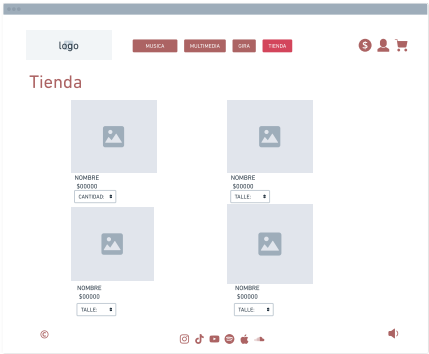 logo
MUSICA MULTIMEDIA GIRA TIENDA
Tienda
NOMBRE
$00000
CANTIDAD:
NOMBRE
$00000
TALLE:
NOMBRE
$00000
TALLE:
NOMBRE
$00000
TALLE:
©